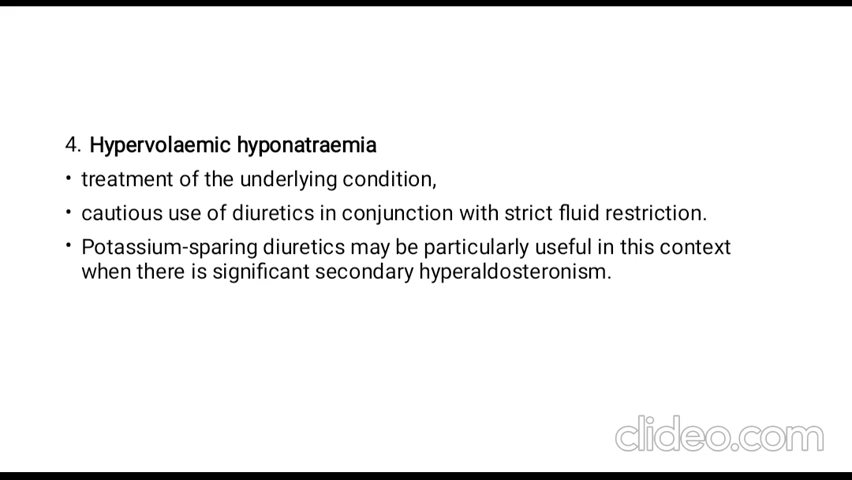 4. Hypervolaemic hyponatraemia
• treatment of the underlying condition,
• cautious use of diuretics in conjunction with strict fluid restriction.
• Potassium-sparing diuretics may be particularly useful in this context
when there is significant secondary hyperaldosteronism.
clideo.com